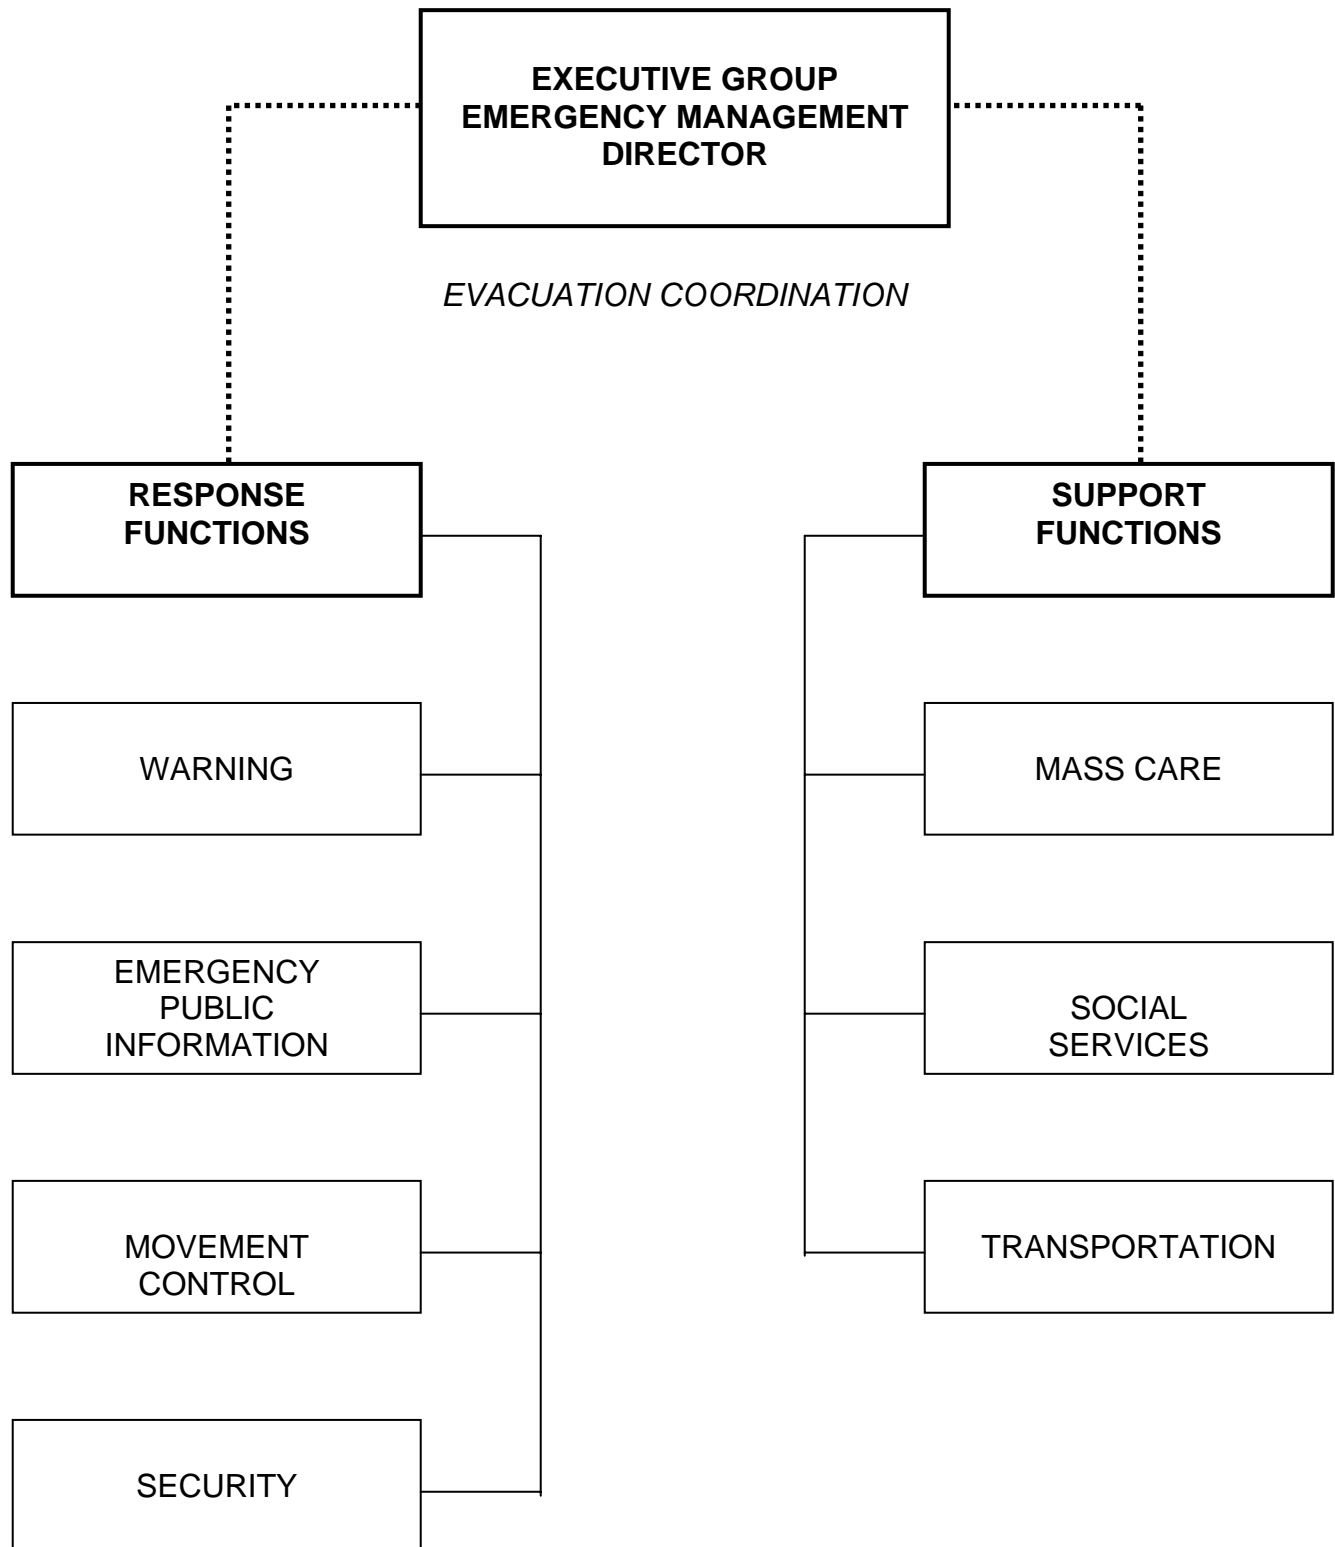 EXECUTIVE GROUP
EMERGENCY MANAGEMENT
DIRECTOR
EVACUATION COORDINATION
RESPONSE
FUNCTIONS
SUPPORT
FUNCTIONS
WARNING
MASS CARE
EMERGENCY
PUBLIC
INFORMATION
SOCIAL
SERVICES
MOVEMENT
CONTROL
TRANSPORTATION
SECURITY